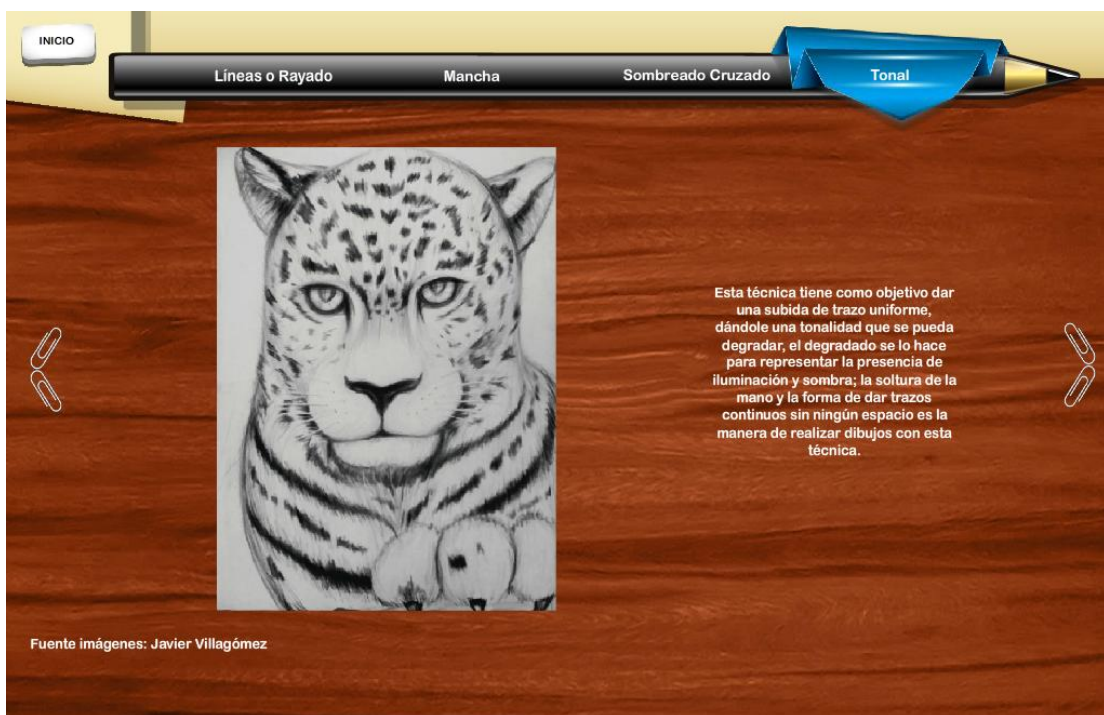 INICIO
Líneas o Rayado
Mancha
Sombreado Cruzado
Tonal
Esta técnica tiene como objetivo dar
una subida de trazo uniforme,
dándole una tonalidad que se pueda
degradar, el degradado se lo hace
para representar la presencia de
iluminación y sombra; la soltura de la
mano y la forma de dar trazos
continuos sin ningún espacio es la
manera de realizar dibujos con esta
técnica.
Fuente imágenes: Javier Villagómez